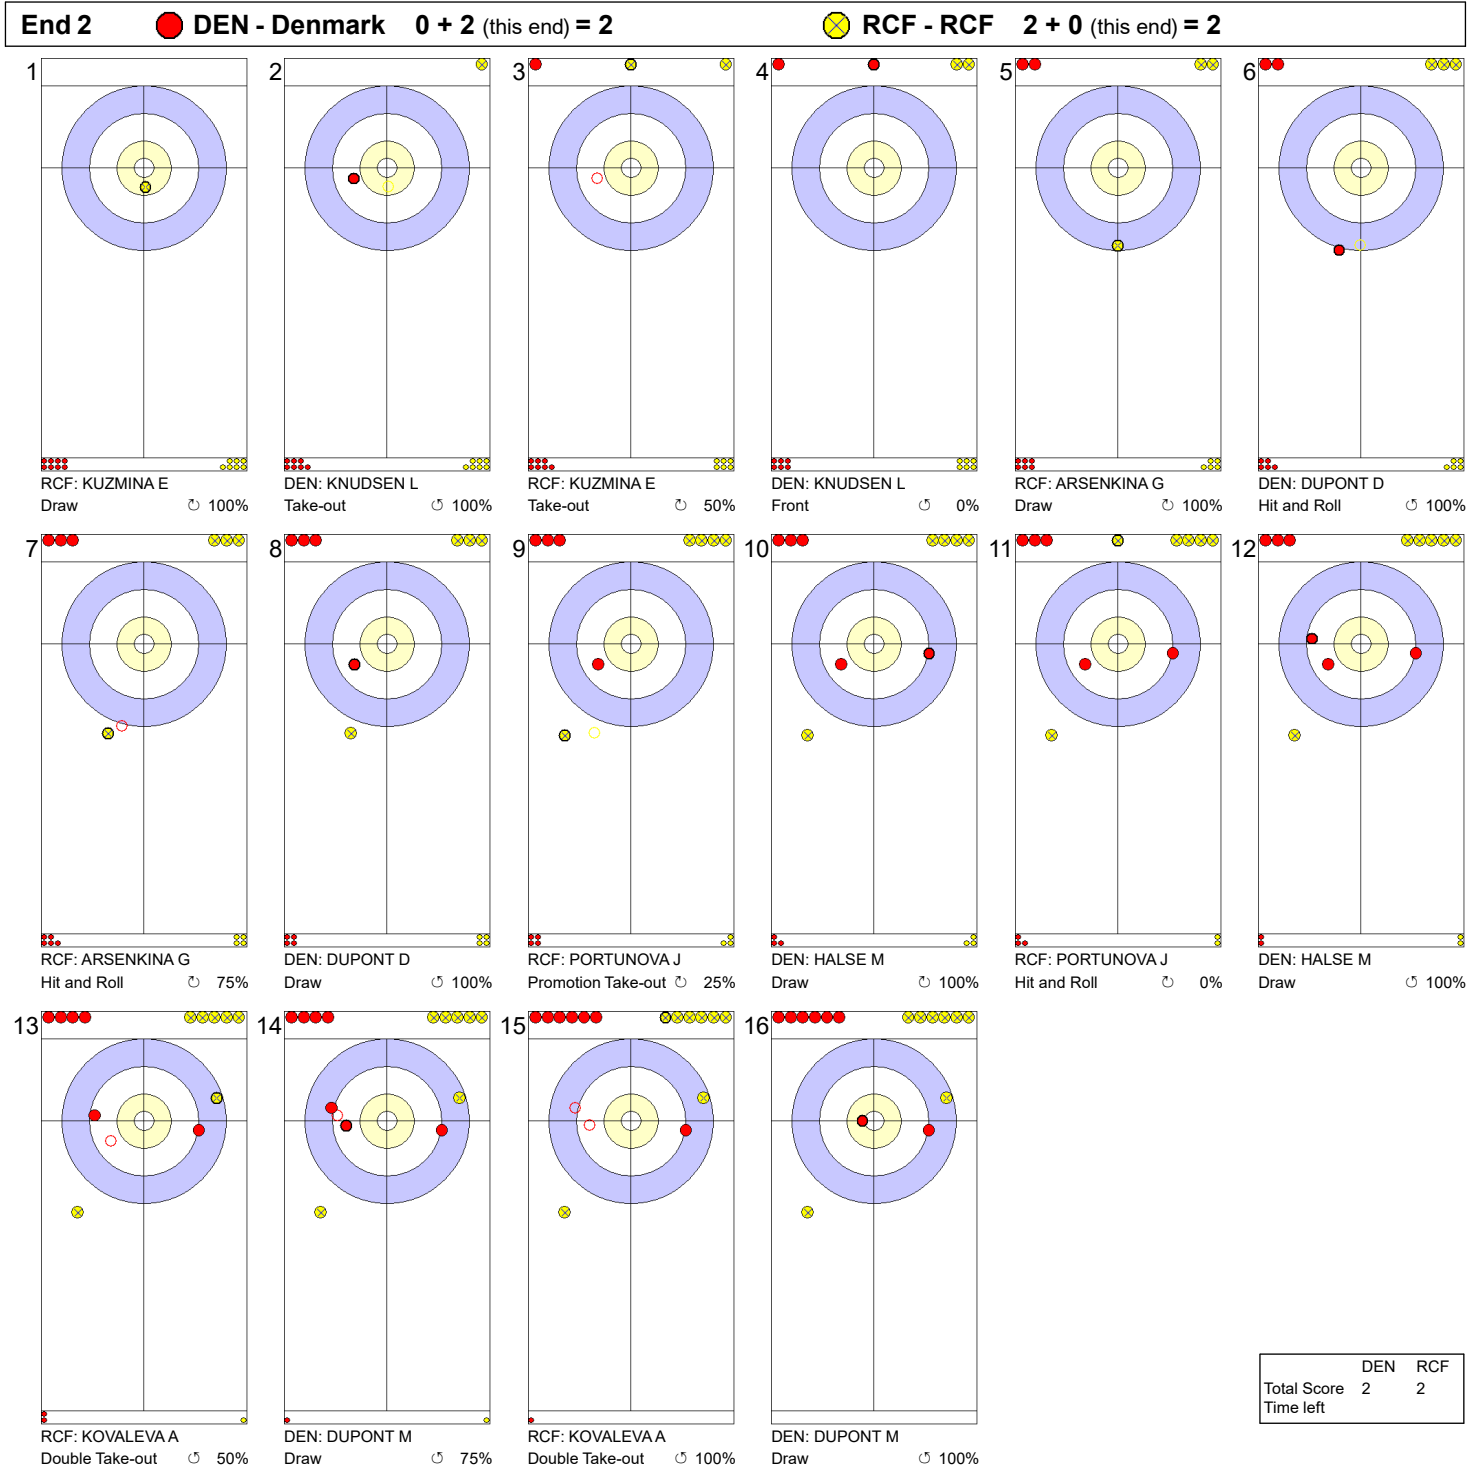 End 2 DEN - Denmark 0 + 2 (this end) = 2 RCF - RCF 2 + 0 (this end) = 2
1 2 3 4 5 6
RCF: KUZMINA E DEN: KNUDSEN L RCF: KUZMINA E DEN: KNUDSEN L RCF: ARSENKINA G DEN: DUPONT D
Draw ↻ 100% Take-out ↺ 100% Take-out ↻ 50% Front ↺ 0% Draw ↺ 100% Hit and Roll ↺ 100%
7 8 9 10 11 12
RCF: ARSENKINA G DEN: DUPONT D RCF: PORTUNOVA J DEN: HALSE M RCF: PORTUNOVA J DEN: HALSE M
Hit and Roll ↻ 75% Draw ↻ 100% Promotion Take-out ↻ 25% Draw ↻ 100% Hit and Roll ↻ 0% Draw ↻ 100%
13 14 15 16
RCF: KOVALEVA A DEN: DUPONT M RCF: KOVALEVA A DEN: DUPONT M
Double Take-out ↺ 50% Draw ↺ 75% Double Take-out ↺ 100% Draw ↺ 100%
DEN RCF
Total Score 2 2
Time left